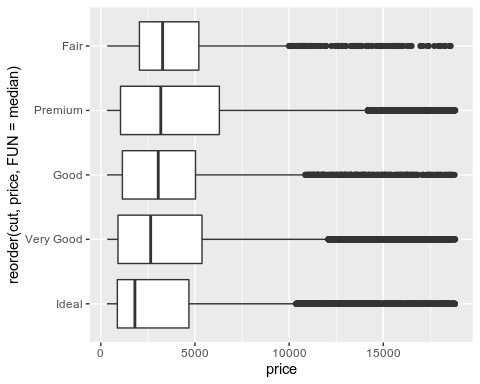 reorder(cut, price, FUN = median)
Fair
Premium
Good
Very Good
Ideal
0 5000 10000 15000
price